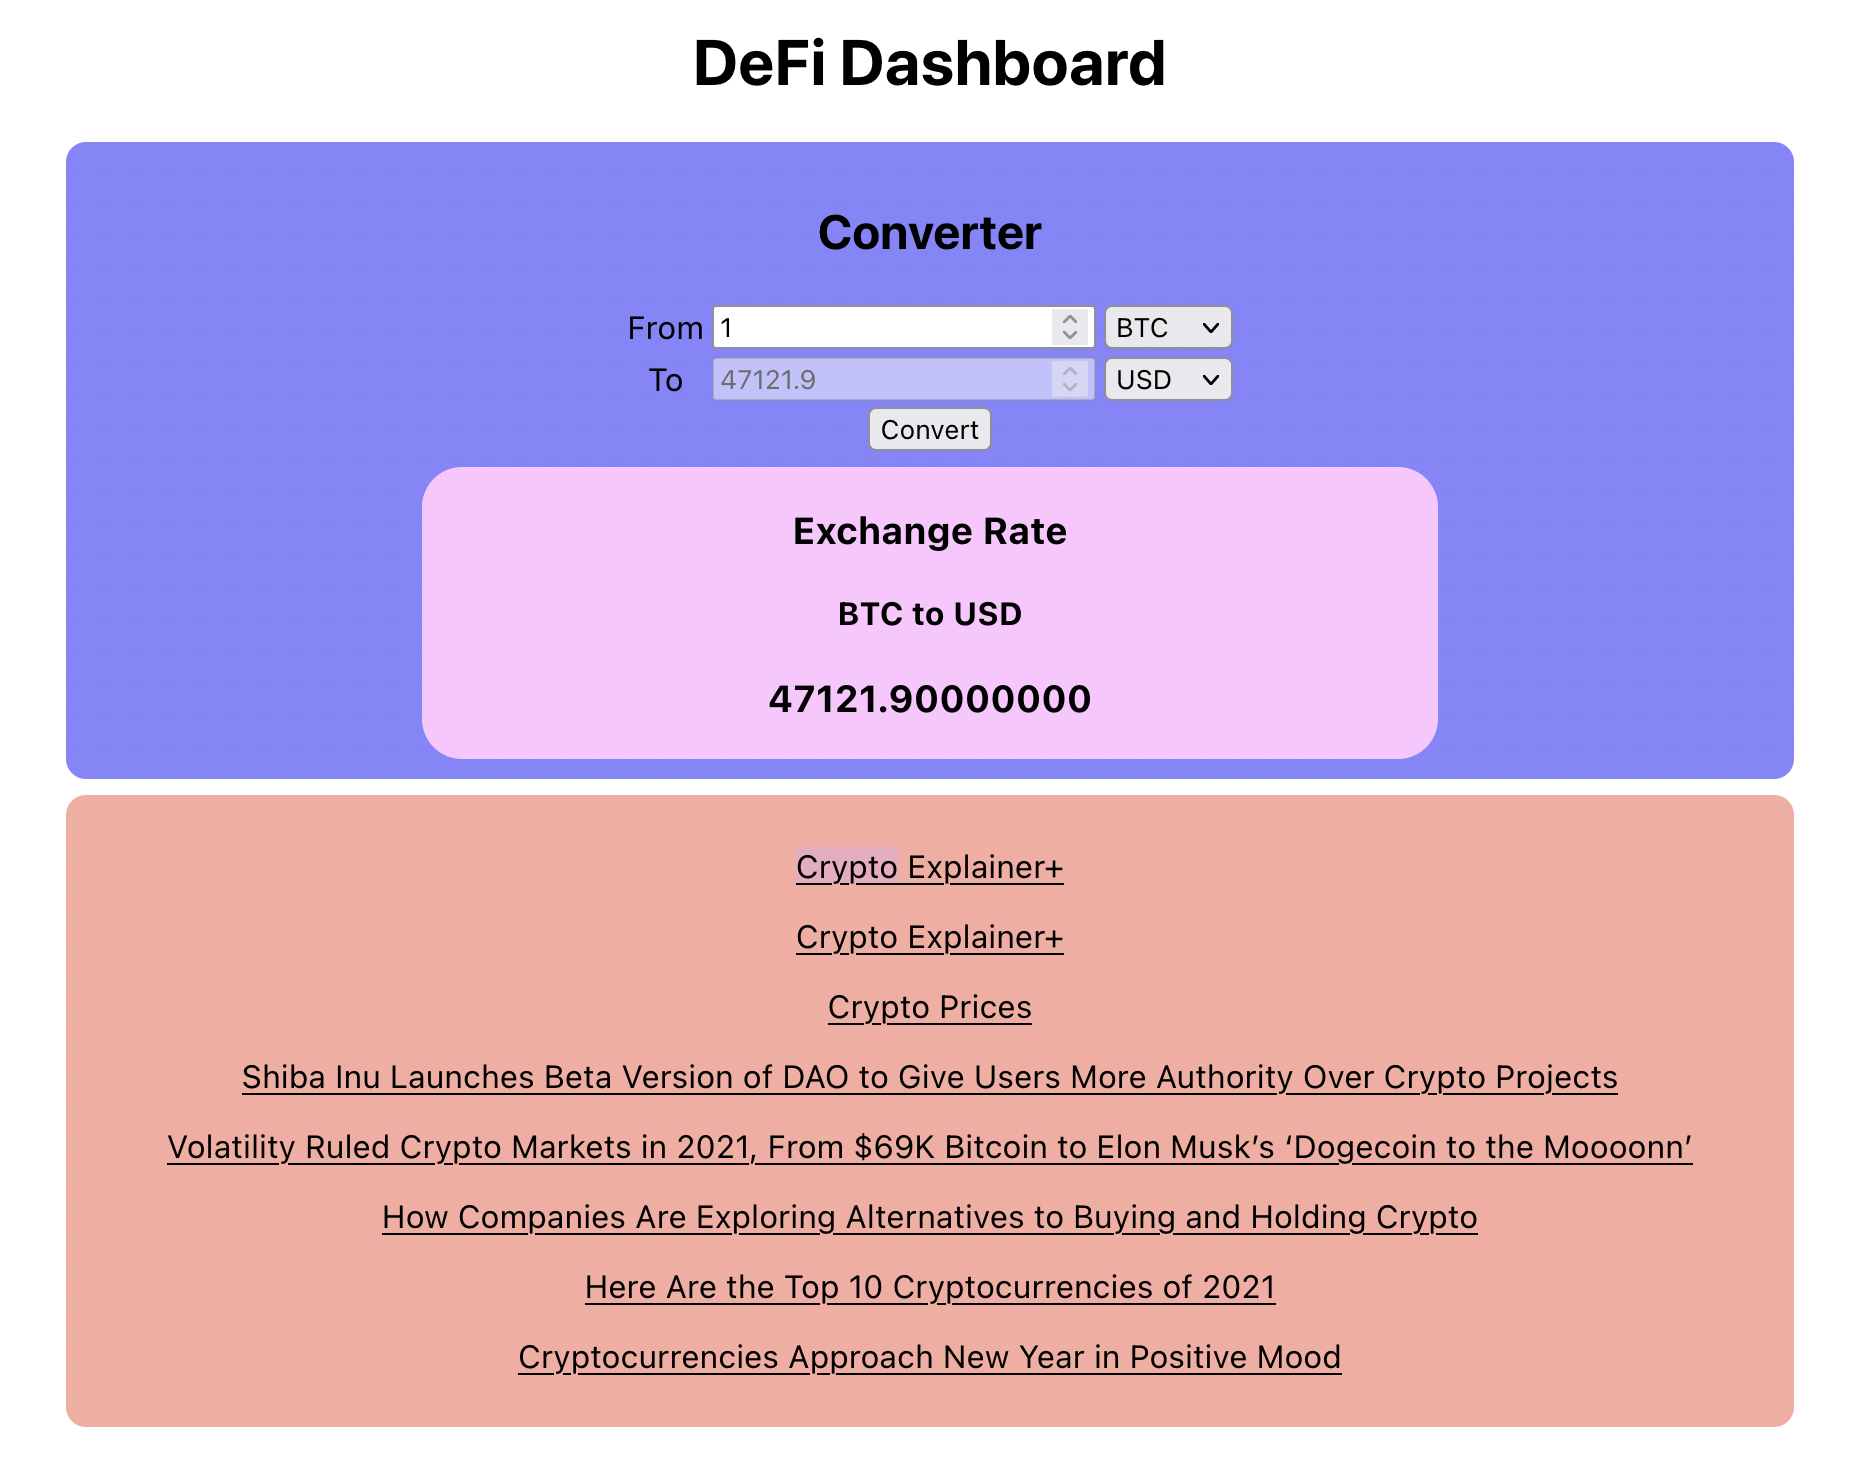 DeFi Dashboard
Converter
From 1 BTC
To 47121.9 USD
Convert
Exchange Rate
BTC to USD
47121.90000000
Crypto Explainer+
Crypto Explainer+
Crypto Prices
Shiba Inu Launches Beta Version of DAO to Give Users More Authority Over Crypto Projects
Volatility Ruled Crypto Markets in 2021, From $69K Bitcoin to Elon Musk’s ‘Dogecoin to the Moooonn’
How Companies Are Exploring Alternatives to Buying and Holding Crypto
Here Are the Top 10 Cryptocurrencies of 2021
Cryptocurrencies Approach New Year in Positive Mood